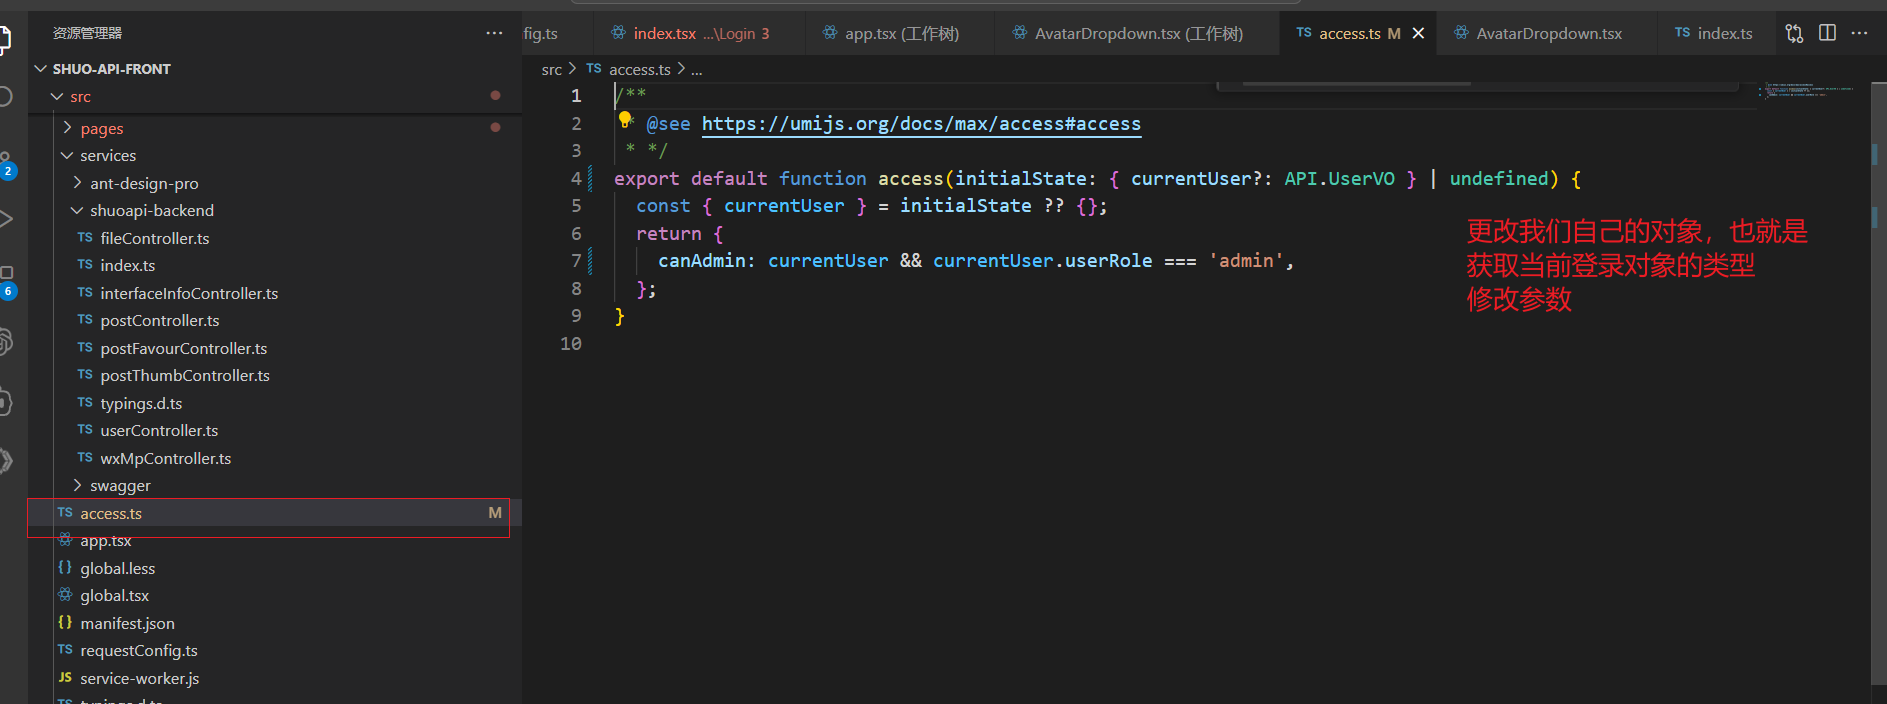 资源管理器
SHUO-API-FRONT
src
pages
services
ant-design-pro
shuoapi-backend
TS fileController.ts
TS index.ts
TS interfaceInfoController.ts
TS postController.ts
TS postFavourController.ts
TS postThumbController.ts
TS typings.d.ts
TS userController.ts
TS wxMpController.ts
swagger
TS access.ts M
app.tsx
{} global.less
global.tsx
{} manifest.json
TS requestConfig.ts
JS service-worker.js
TS typings.d.ts
2
6
fig.ts
index.tsx ...\Login 3
app.tsx (工作树)
AvatarDropdown.tsx (工作树)
TS access.ts M
AvatarDropdown.tsx
TS index.ts
src > TS access.ts > ...
1 /**
2 * @see https://umijs.org/docs/max/access#access
3 * */
4 export default function access(initialState: { currentUser?: API.UserVO } | undefined) {
5 const { currentUser } = initialState ?? {};
6 return {
7 canAdmin: currentUser && currentUser.userRole === 'admin',
8 };
9 }
10
更改我们自己的对象，也就是
获取当前登录对象的类型
修改参数